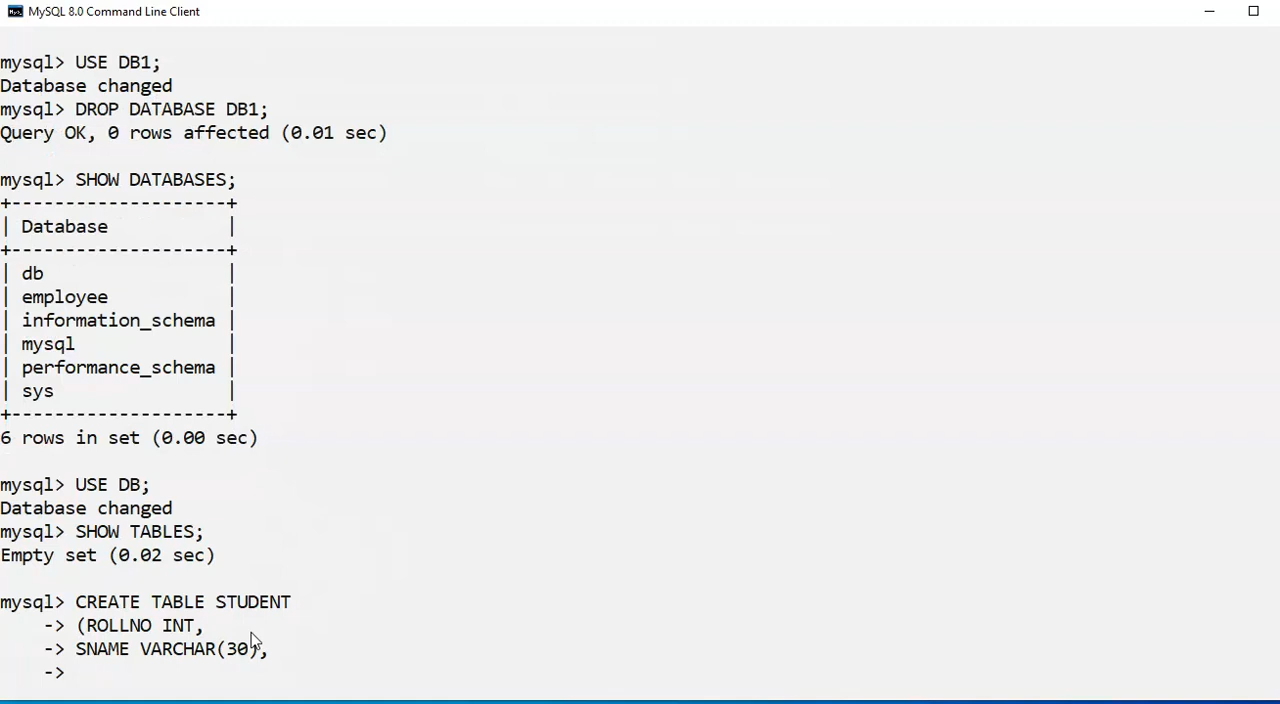 MySQL 8.0 Command Line Client
mysql> USE DB1;
Database changed
mysql> DROP DATABASE DB1;
Query OK, 0 rows affected (0.01 sec)
mysql> SHOW DATABASES;
+--------------------+
| Database           |
+--------------------+
| db                 |
| employee           |
| information_schema |
| mysql              |
| performance_schema |
| sys                |
+--------------------+
6 rows in set (0.00 sec)
mysql> USE DB;
Database changed
mysql> SHOW TABLES;
Empty set (0.02 sec)
mysql> CREATE TABLE STUDENT
    -> (ROLLNO INT,
    -> SNAME VARCHAR(30),
    ->